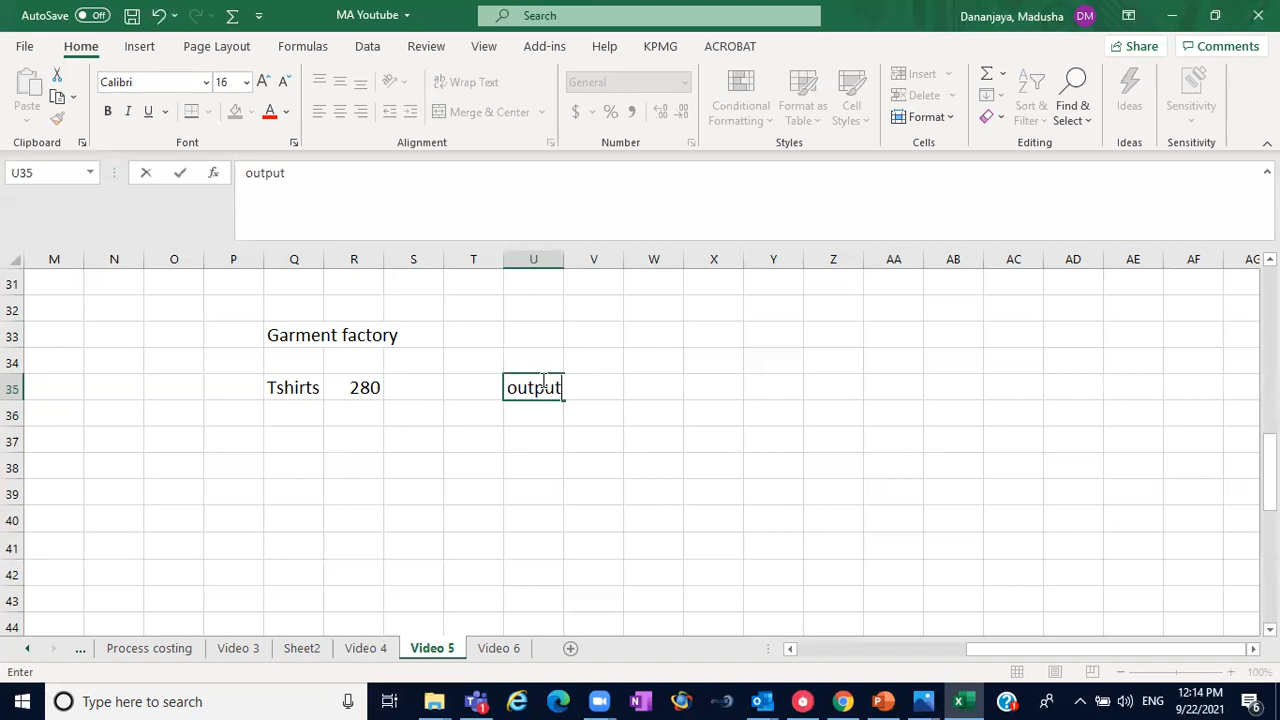 AutoSave Off MA Youtube Search Dananjaya, Madusha DM
File Home Insert Page Layout Formulas Data Review View Add-ins Help KPMG ACROBAT Share Comments
Calibri 16 Wrap Text General Insert
Paste B I U Merge & Center $ % Conditional Formatting Format as Table Cell Styles Delete Format Sort & Filter Find & Select Ideas Sensitivity
Clipboard Font Alignment Number Styles Cells Editing Ideas Sensitivity
U35 fx output
M N O P Q R S T U V W X Y Z AA AB AC AD AE AF AG
31
32
33 Garment factory
34
35 Tshirts 280 output
36
37
38
39
40
41
42
43
44
... Process costing Video 3 Sheet2 Video 4 Video 5 Video 6
Enter 100%
Type here to search ENG 12:14 PM 9/22/2021 6